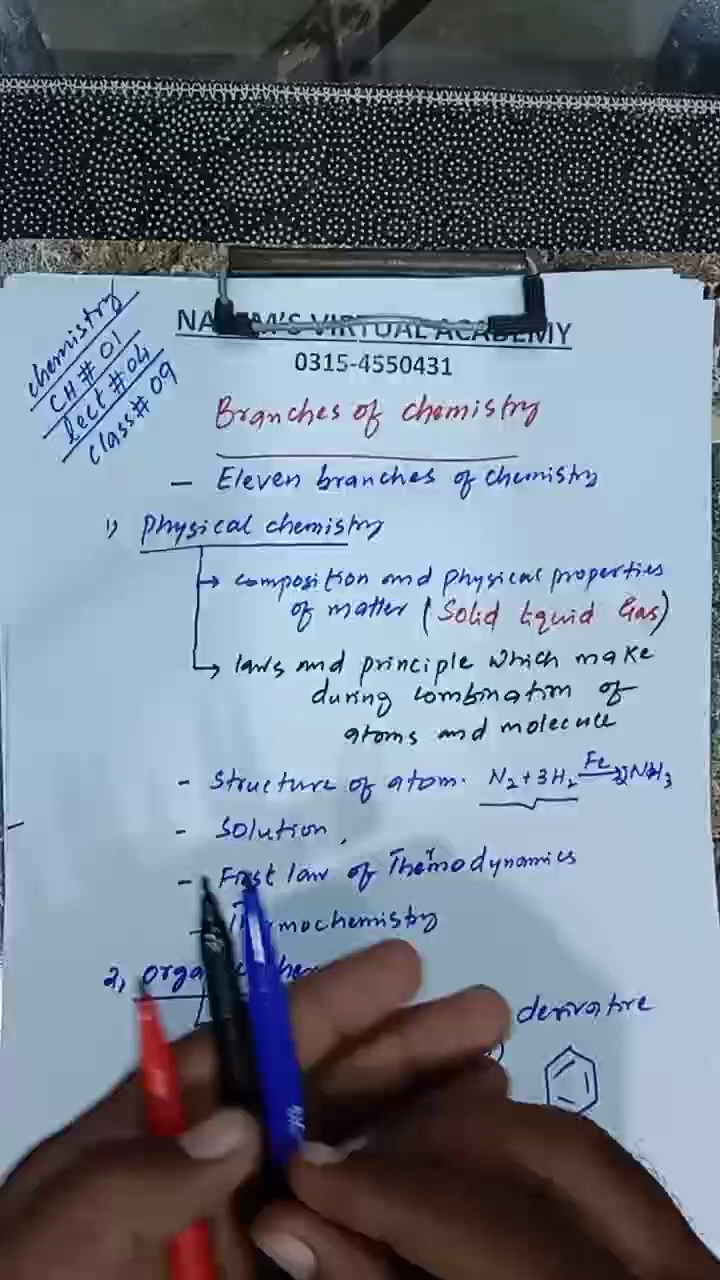 chemistry
CH # 01
lect # 04
class# 09
VIRTUAL ACADEMY
0315-4550431
Branches of chemistry
– Eleven branches of chemistry
1) Physical chemistry
→ composition and physical properties
of matter (Solid liquid Gas)
→ laws and principle which make
during combination of
atoms and molecule
- Structure of atom. N₂+3H₂ Fe→ 2NH₃
- Solution,
- First law of Themodynamics
mochemistry
2,
derivative